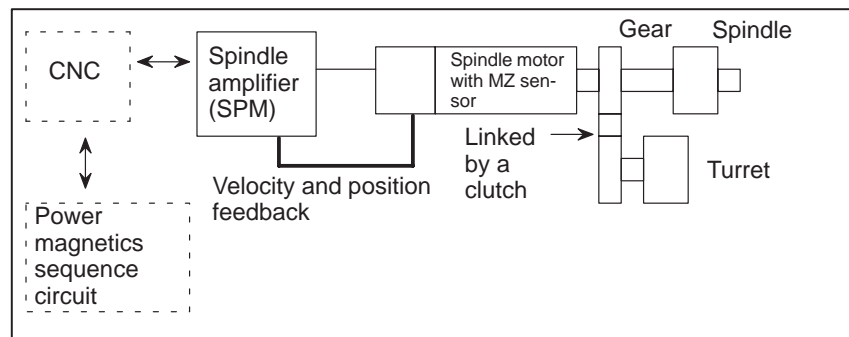 CNC
Spindle
amplifier
(SPM)
Spindle motor
with MZ sen-
sor
Gear
Spindle
Linked
by a
clutch
Turret
Velocity and position
feedback
Power
magnetics
sequence
circuit